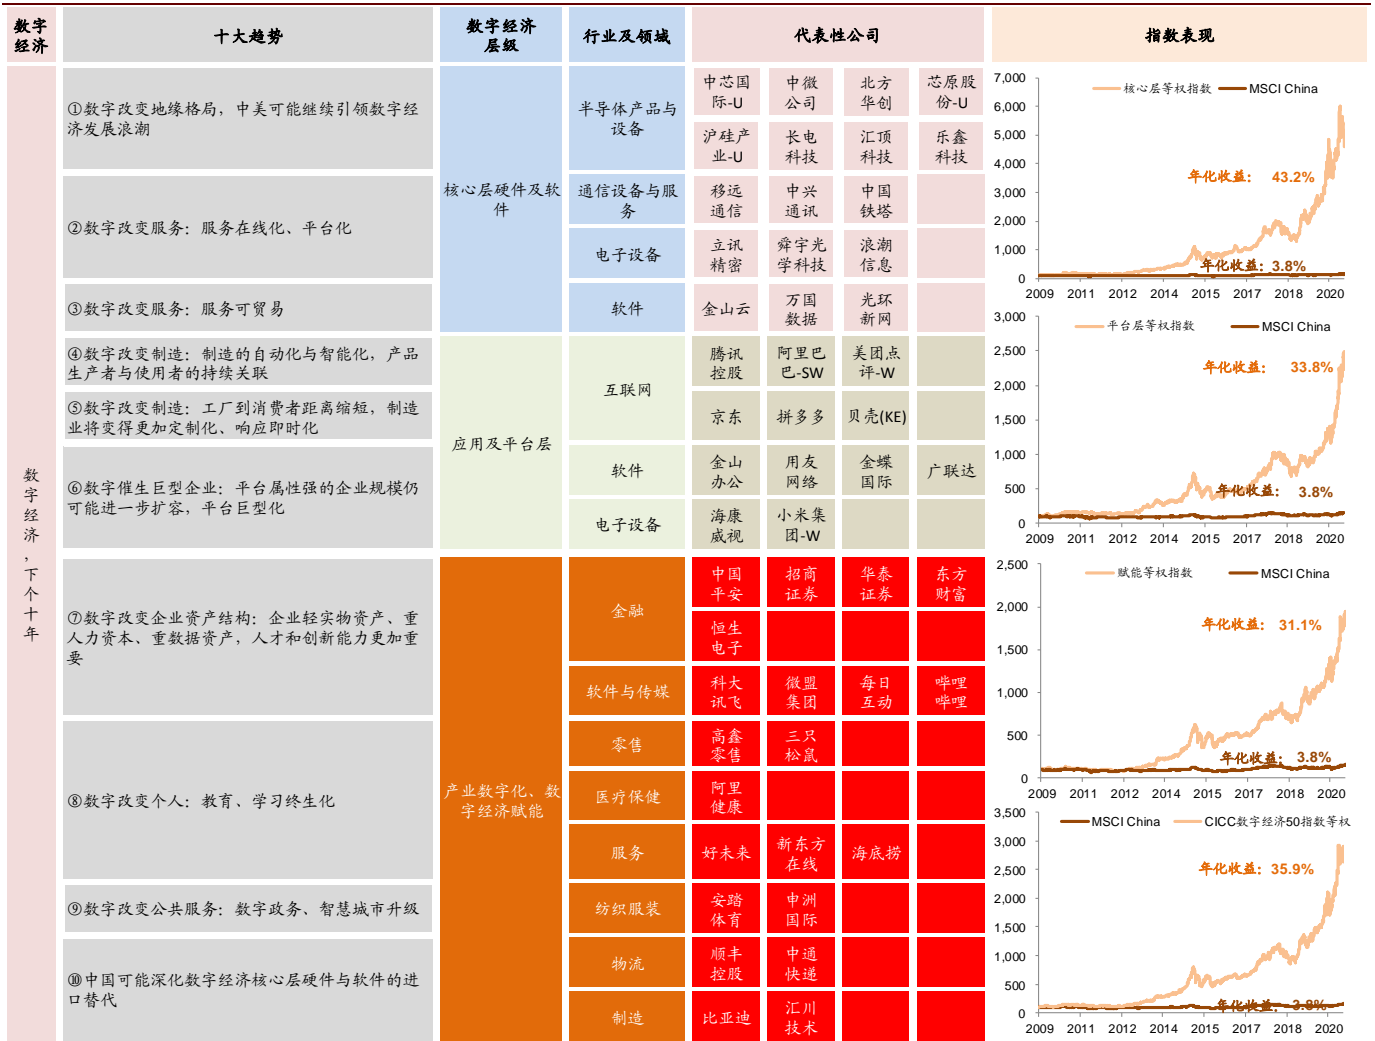 数字
经济
十大趋势
数字经济
层级
行业及领域
代表性公司
指数表现
数字经济,下个十年
①数字改变地缘格局，中美可能继续引领数字经
济发展浪潮
②数字改变服务：服务在线化、平台化
③数字改变服务：服务可贸易
④数字改变制造：制造的自动化与智能化，产品
生产者与使用者的持续关联
⑤数字改变制造：工厂到消费者距离缩短，制造
业将变得更加定制化、响应即时化
⑥数字催生巨型企业：平台属性强的企业规模仍
可能进一步扩容，平台巨型化
⑦数字改变企业资产结构：企业轻实物资产、重
人力资本、重数据资产，人才和创新能力更加重
要
⑧数字改变个人：教育、学习终生化
⑨数字改变公共服务：数字政务、智慧城市升级
⑩中国可能深化数字经济核心层硬件与软件的进
口替代
核心层硬件及软
件
半导体产品与
设备
中芯国
际-U
中微
公司
北方
华创
芯原股
份-U
沪硅产
业-U
长电
科技
汇顶
科技
乐鑫
科技
通信设备与服
务
移远
通信
中兴
通讯
中国
铁塔
电子设备
立讯
精密
舜宇光
学科技
浪潮
信息
软件
金山云
万国
数据
光环
新网
应用及平台层
互联网
腾讯
控股
阿里巴
巴-SW
美团点
评-W
京东
拼多多
贝壳(KE)
软件
金山
办公
用友
网络
金蝶
国际
广联达
电子设备
海康
威视
小米集
团-W
产业数字化、数
字经济赋能
金融
中国
平安
招商
证券
华泰
证券
东方
财富
恒生
电子
软件与传媒
科大
讯飞
微盟
集团
每日
互动
哔哩
哔哩
零售
高鑫
零售
三只
松鼠
医疗保健
阿里
健康
服务
好未来
新东方
在线
海底捞
纺织服装
安踏
体育
申洲
国际
物流
顺丰
控股
中通
快递
制造
比亚迪
汇川
技术
核心层等权指数 MSCI China
7,000
6,000
5,000
4,000
3,000
2,000
1,000
0
年化收益： 43.2%
年化收益：3.8%
2009 2011 2012 2014 2015 2017 2018 2020
平台层等权指数 MSCI China
3,000
2,500
2,000
1,500
1,000
500
0
年化收益： 33.8%
年化收益： 3.8%
2009 2011 2012 2014 2015 2017 2018 2020
赋能等权指数 MSCI China
2,500
2,000
1,500
1,000
500
0
年化收益： 31.1%
年化收益： 3.8%
2009 2011 2012 2014 2015 2017 2018 2020
MSCI China CICC数字经济50指数等权
3,500
3,000
2,500
2,000
1,500
1,000
500
0
年化收益：35.9%
年化收益： 3.8%
2009 2011 2012 2014 2015 2017 2018 2020